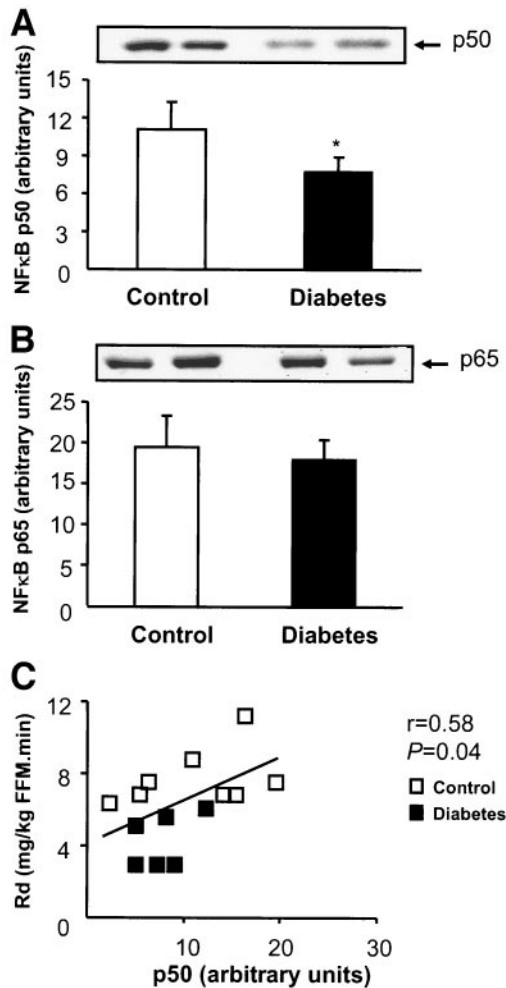 A
p50
NFκB p50 (arbitrary units)
15
12
9
6
3
0
*
Control Diabetes
B
p65
NFκB p65 (arbitrary units)
25
20
15
10
5
0
Control Diabetes
C
Rd (mg/kg FFM.min)
12
8
4
0
r=0.58
P=0.04
Control
Diabetes
10 20 30
p50 (arbitrary units)